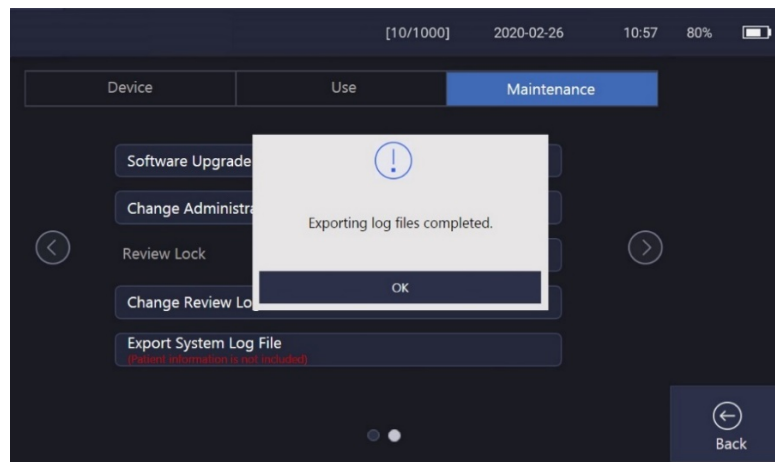 [10/1000] 2020-02-26 10:57 80%
Device Use Maintenance
Software Upgrade
Change Administra
Exporting log files completed.
Review Lock
OK
Change Review Lo
Export System Log File
(Patient information is not included)
Back